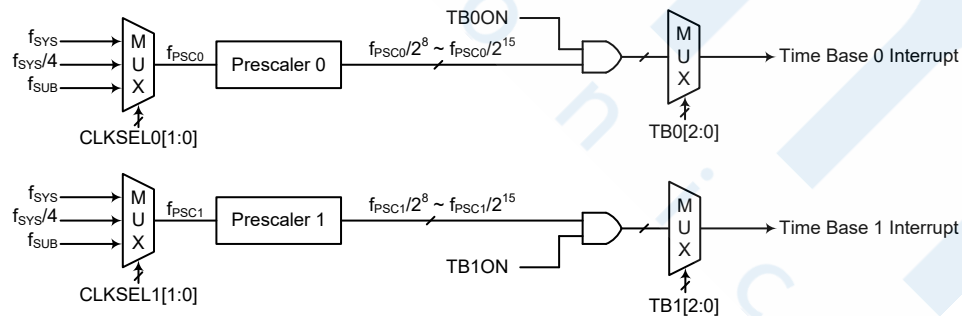 TB0ON
fSYS
fSYS/4
fSUB
M
U
X
fPSC0
Prescaler 0
fPSC0/2^8 ~ fPSC0/2^15
M
U
X
Time Base 0 Interrupt
CLKSEL0[1:0]
TB0[2:0]
fSYS
fSYS/4
fSUB
M
U
X
fPSC1
Prescaler 1
fPSC1/2^8 ~ fPSC1/2^15
TB1ON
M
U
X
Time Base 1 Interrupt
CLKSEL1[1:0]
TB1[2:0]
o
n
i
c